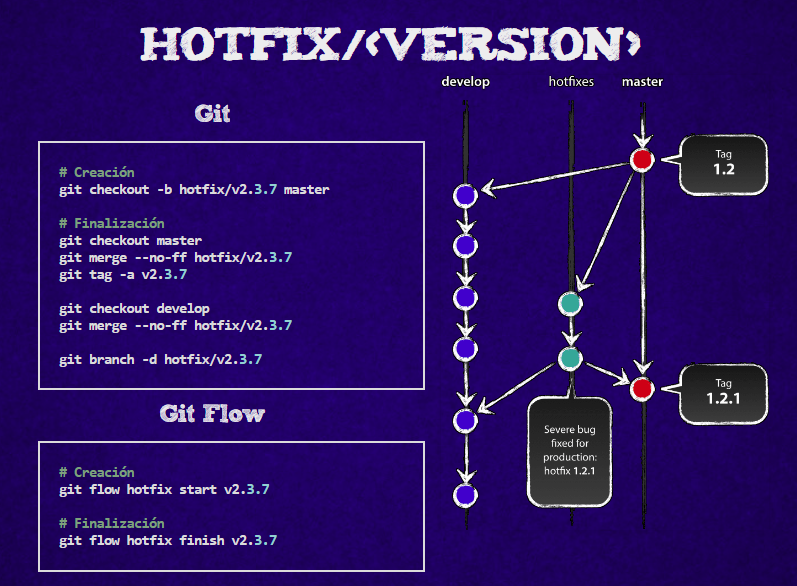 HOTFIX/<VERSION>
Git
# Creación
git checkout -b hotfix/v2.3.7 master
# Finalización
git checkout master
git merge --no-ff hotfix/v2.3.7
git tag -a v2.3.7
git checkout develop
git merge --no-ff hotfix/v2.3.7
git branch -d hotfix/v2.3.7
Git Flow
# Creación
git flow hotfix start v2.3.7
# Finalización
git flow hotfix finish v2.3.7
develop
hotfixes
master
Tag
1.2
Tag
1.2.1
Severe bug
fixed for
production:
hotfix 1.2.1